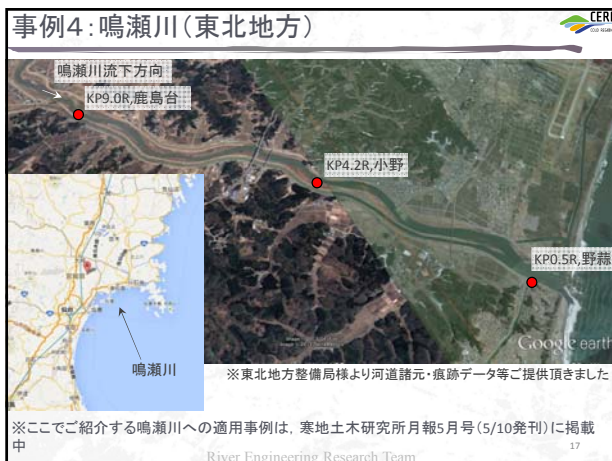 事例4：鳴瀬川（東北地方）
CERI
COLD REGION
鳴瀬川流下方向
KP9.0R,鹿島台
KP4.2R,小野
KP0.5R,野蒜
鳴瀬川
Google earth
※東北地方整備局様より河道諸元・痕跡データ等ご提供頂きました
※ここでご紹介する鳴瀬川への適用事例は，寒地土木研究所月報5月号（5/10発刊）に掲載
中
17
River Engineering Research Team